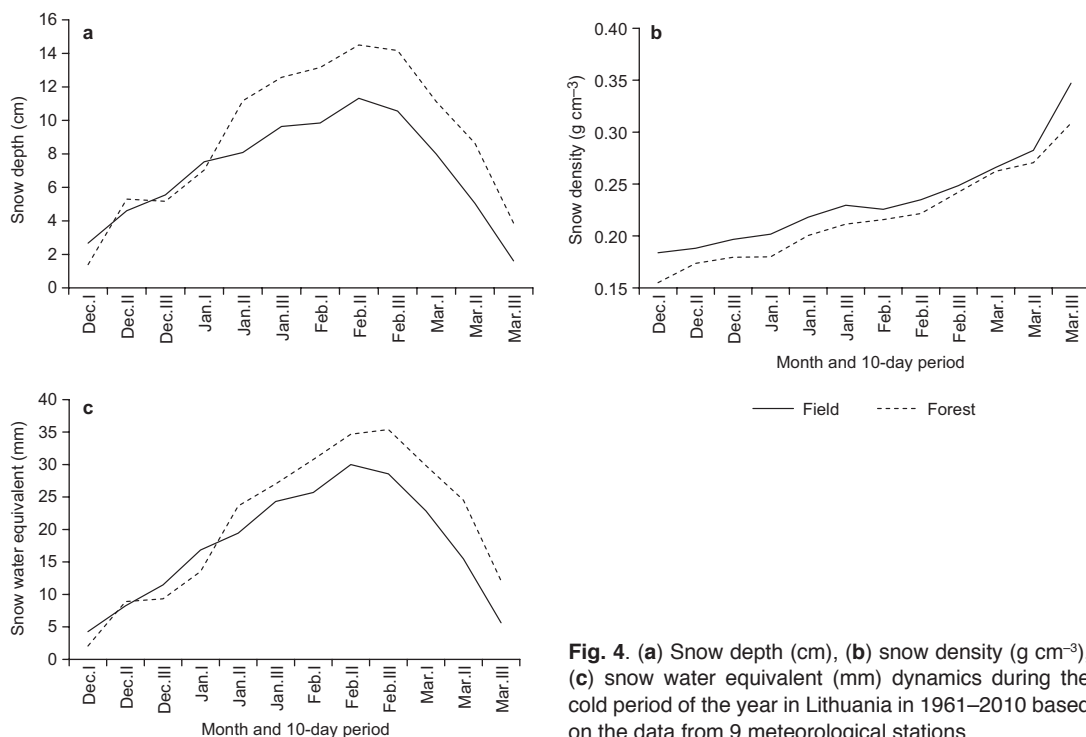 a
Snow depth (cm)
16
14
12
10
8
6
4
2
0
Dec.I
Dec.II
Dec.III
Jan.I
Jan.II
Jan.III
Feb.I
Feb.II
Feb.III
Mar.I
Mar.II
Mar.III
b
Snow density (g cm–3)
0.40
0.35
0.30
0.25
0.20
0.15
Dec.I
Dec.II
Dec.III
Jan.I
Jan.II
Jan.III
Feb.I
Feb.II
Feb.III
Mar.I
Mar.II
Mar.III
Month and 10-day period
Field
Forest
c
Snow water equivalent (mm)
40
35
30
25
20
15
10
5
0
Dec.I
Dec.II
Dec.III
Jan.I
Jan.II
Jan.III
Feb.I
Feb.II
Feb.III
Mar.I
Mar.II
Mar.III
Month and 10-day period
Fig. 4. (a) Snow depth (cm), (b) snow density (g cm–3)
(c) snow water equivalent (mm) dynamics during the
cold period of the year in Lithuania in 1961–2010 based
on the data from 9 meteorological stations